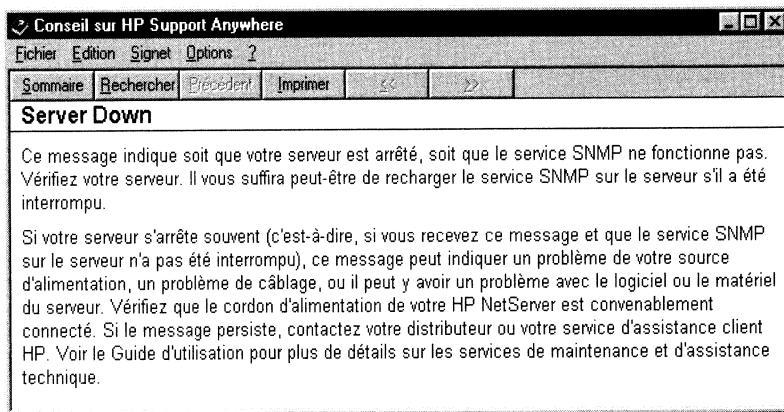 Conseil sur HP Support Anywhere
Fichier Edition Signet Options ?
Sommaire Rechercher Précédent Imprimer << >>
Server Down
Ce message indique soit que votre serveur est arrêté, soit que le service SNMP ne fonctionne pas.
Vérifiez votre serveur. Il vous suffira peut-être de recharger le service SNMP sur le serveur s'il a été
interrompu.
Si votre serveur s'arrête souvent (c'est-à-dire, si vous recevez ce message et que le service SNMP
sur le serveur n'a pas été interrompu), ce message peut indiquer un problème de votre source
d'alimentation, un problème de câblage, ou il peut y avoir un problème avec le logiciel ou le matériel
du serveur. Vérifiez que le cordon d'alimentation de votre HP NetServer est convenablement
connecté. Si le message persiste, contactez votre distributeur ou votre service d'assistance client
HP. Voir le Guide d'utilisation pour plus de détails sur les services de maintenance et d'assistance
technique.